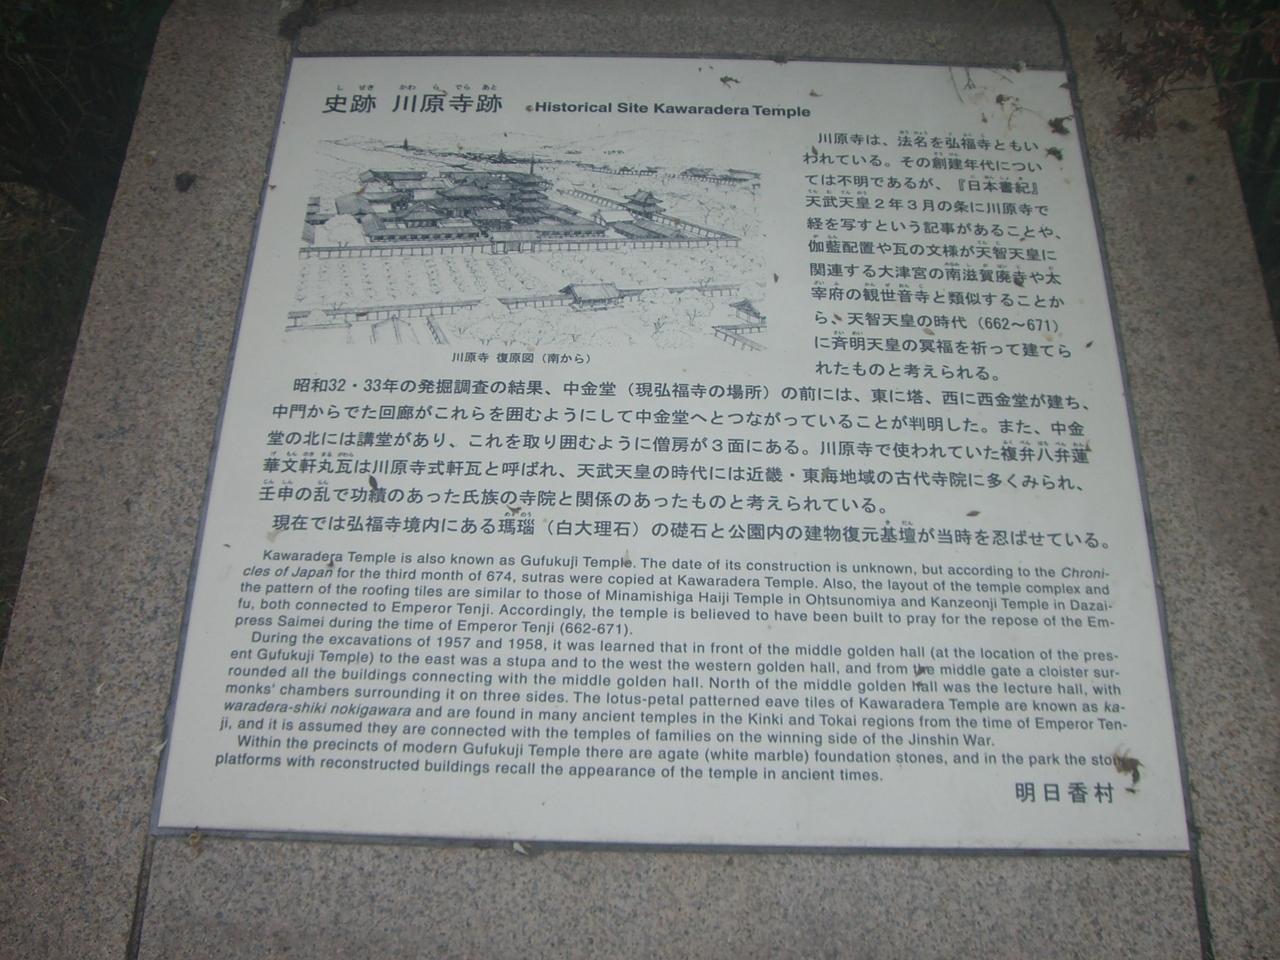 史跡 川原寺跡 Historical Site Kawaradera Temple
川原寺は、法名を弘福寺ともい
われている。その創建年代につい
ては不明であるが、『日本書紀』
天武天皇2年3月の条に川原寺で
経を写すという記事があることや、
伽藍配置や瓦の文様が天智天皇に
関連する大津宮の南滋賀廃寺や太
宰府の観世音寺と類似することか
ら、天智天皇の時代（662～671）
に斉明天皇の冥福を祈って建てら
れたものと考えられる。
川原寺 復原図（南から）
昭和32・33年の発掘調査の結果、中金堂（現弘福寺の場所）の前には、東に塔、西に西金堂が建ち、
中門からでた回廊がこれらを囲むようにして中金堂へとつながっていることが判明した。また、中金
堂の北には講堂があり、これを取り囲むように僧房が3面にある。川原寺で使われていた複弁八弁蓮
華文軒丸瓦は川原寺式軒瓦と呼ばれ、天武天皇の時代には近畿・東海地域の古代寺院に多くみられ、
壬申の乱で功績のあった氏族の寺院と関係のあったものと考えられている。
現在では弘福寺境内にある瑪瑙（白大理石）の礎石と公園内の建物復元基壇が当時を忍ばせている。
Kawaradera Temple is also known as Gufukuji Temple. The date of its construction is unknown, but according to the Chroni-
cles of Japan for the third month of 674, sutras were copied at Kawaradera Temple. Also, the layout of the temple complex and
the pattern of the roofing tiles are similar to those of Minamishiga Haiji Temple in Ohtsunomiya and Kanzeonji Temple in Dazai-
fu, both connected to Emperor Tenji. Accordingly, the temple is believed to have been built to pray for the repose of the Em-
press Saimei during the time of Emperor Tenji (662-671).
During the excavations of 1957 and 1958, it was learned that in front of the middle golden hall (at the location of the pres-
ent Gufukuji Temple) to the east was a stupa and to the west the western golden hall, and from the middle gate a cloister sur-
rounded all the buildings connecting with the middle golden hall. North of the middle golden hall was the lecture hall, with
monks' chambers surrounding it on three sides. The lotus-petal patterned eave tiles of Kawaradera Temple are known as ka-
waradera-shiki nokigawara and are found in many ancient temples in the Kinki and Tokai regions from the time of Emperor Ten-
ji, and it is assumed they are connected with the temples of families on the winning side of the Jinshin War.
Within the precincts of modern Gufukuji Temple there are agate (white marble) foundation stones, and in the park the stone
platforms with reconstructed buildings recall the appearance of the temple in ancient times.
明日香村